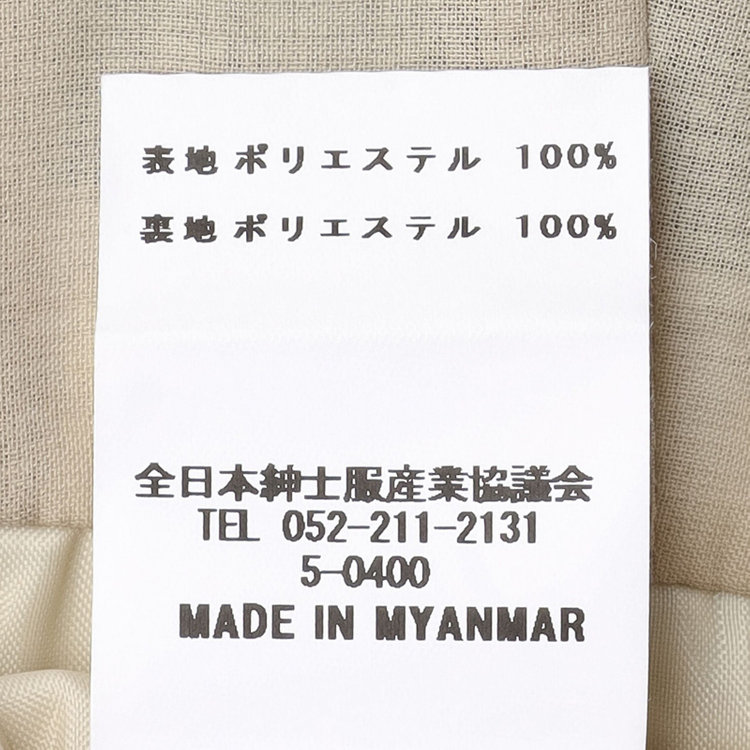 表地 ポリエステル 100%
裏地 ポリエステル 100%
全日本紳士服産業協議会
TEL 052-211-2131
5-0400
MADE IN MYANMAR